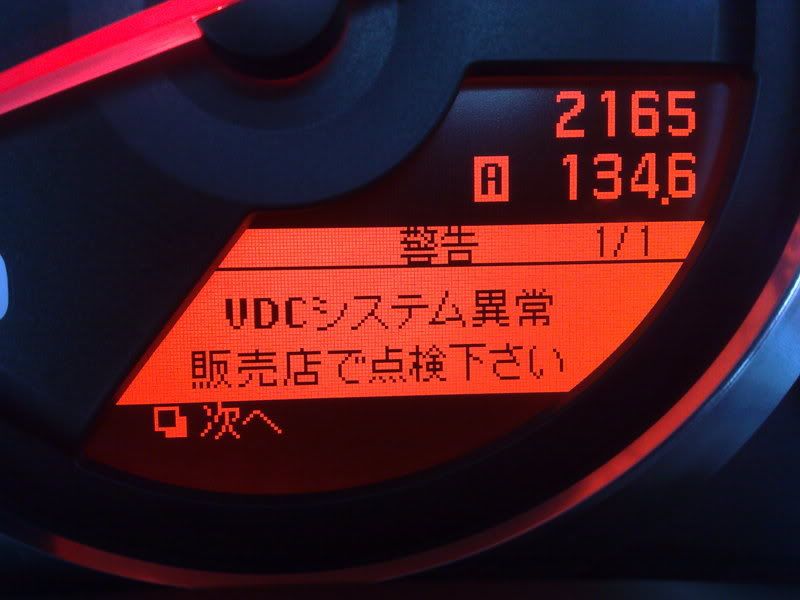 2165
A 134.6
警告 1/1
VDCシステム異常
販売店で点検下さい
次へ